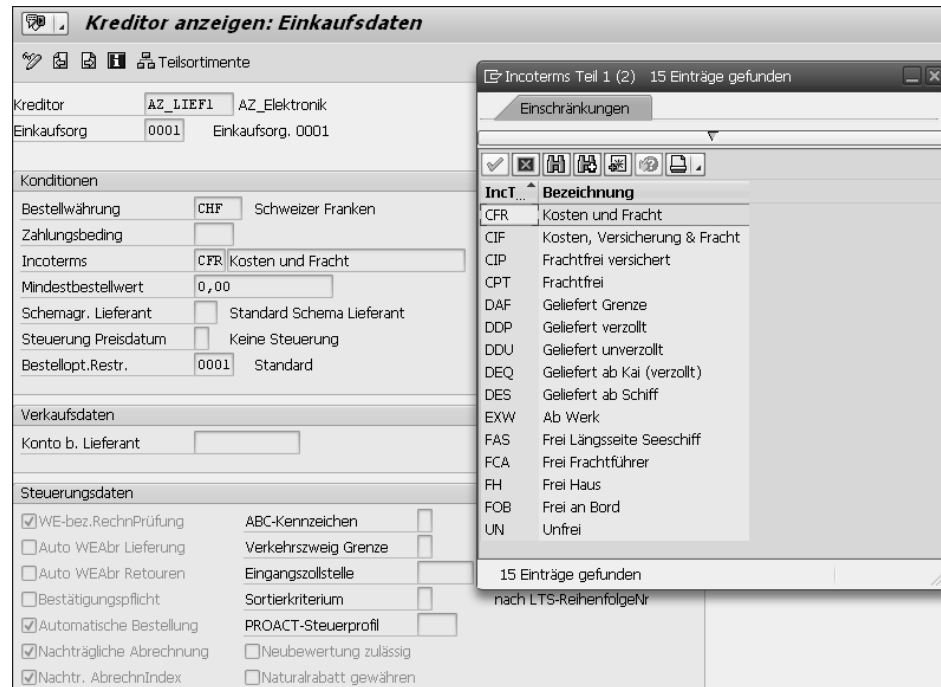 Kreditor anzeigen: Einkaufsdaten
Teilsortimente
Kreditor AZ_LIEF1 AZ_Elektronik
Einkaufsorg 0001 Einkaufsorg. 0001
Konditionen
Bestellwährung CHF Schweizer Franken
Zahlungsbeding
Incoterms CFR Kosten und Fracht
Mindestbestellwert 0,00
Schemagr. Lieferant Standard Schema Lieferant
Steuerung Preisdatum Keine Steuerung
Bestellopt.Restr. 0001 Standard
Verkaufsdaten
Konto b. Lieferant
Steuerungsdaten
WE-bez.RechnPrüfung ABC-Kennzeichen
Auto WEAbr Lieferung Verkehrszweig Grenze
Auto WEAbr Retouren Eingangszollstelle
Bestätigungspflicht Sortierkriterium nach LTS-ReihenfolgeNr
Automatische Bestellung PROACT-Steuerprofil
Nachträgliche Abrechnung Neubewertung zulässig
Nachtr. AbrechnIndex Naturalrabatt gewähren
Incoterms Teil 1 (2) 15 Einträge gefunden
Einschränkungen
IncT... Bezeichnung
CFR Kosten und Fracht
CIF Kosten, Versicherung & Fracht
CIP Frachtfrei versichert
CPT Frachtfrei
DAF Geliefert Grenze
DDP Geliefert verzollt
DDU Geliefert unverzollt
DEQ Geliefert ab Kai (verzollt)
DES Geliefert ab Schiff
EXW Ab Werk
FAS Frei Längsseite Seeschiff
FCA Frei Frachtführer
FH Frei Haus
FOB Frei an Bord
UN Unfrei
15 Einträge gefunden